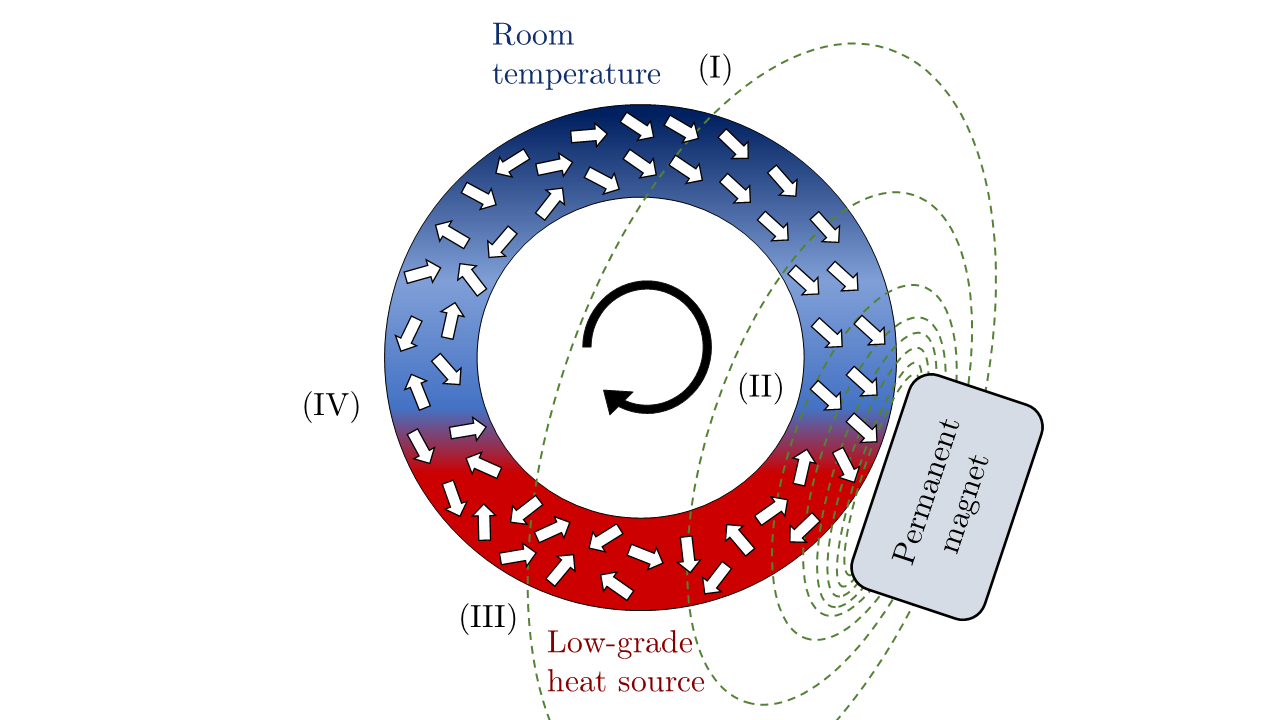 Room
temperature
(I)
(II)
(IV)
Permanent
magnet
(III)
Low-grade
heat source